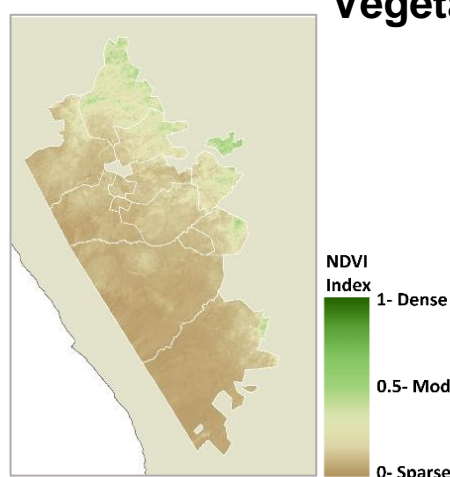 Vegeta
NDVI
Index
1- Dense
0.5- Mod
0- Sparse